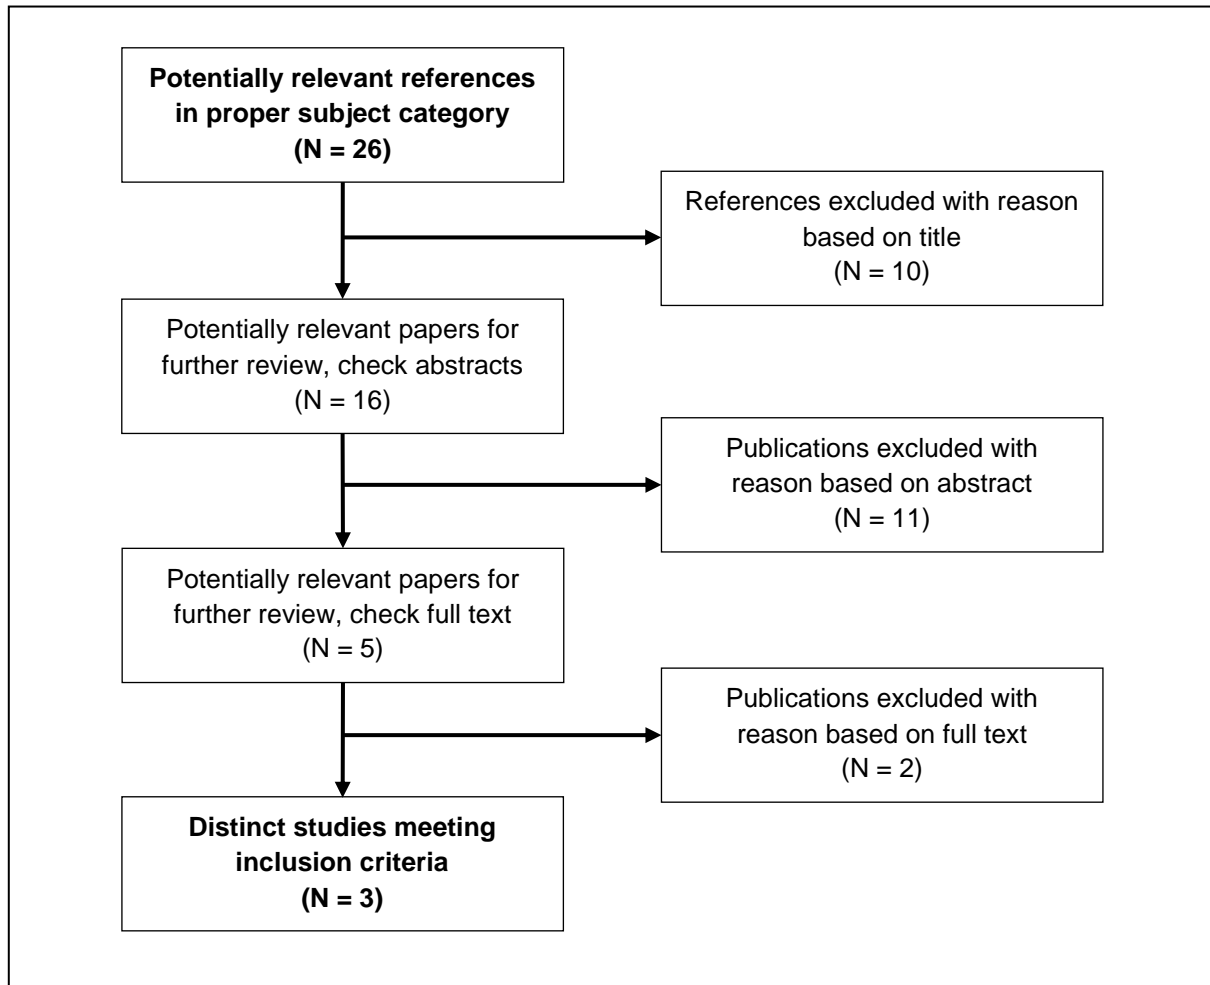 Potentially relevant references
in proper subject category
(N = 26)
References excluded with reason
based on title
(N = 10)
Potentially relevant papers for
further review, check abstracts
(N = 16)
Publications excluded with
reason based on abstract
(N = 11)
Potentially relevant papers for
further review, check full text
(N = 5)
Publications excluded with
reason based on full text
(N = 2)
Distinct studies meeting
inclusion criteria
(N = 3)